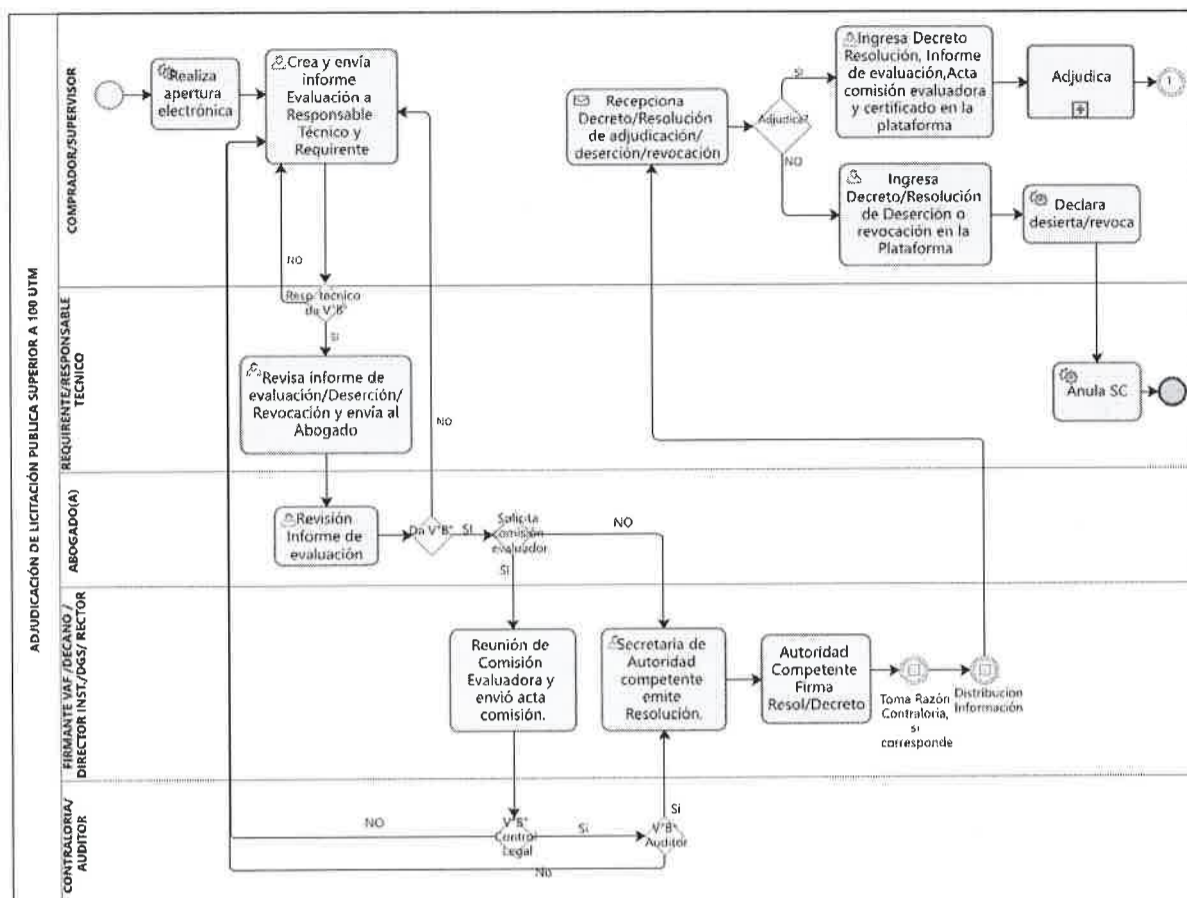 ADJUDICACIÓN DE LICITACIÓN PUBLICA SUPERIOR A 100 UTM
COMPRADOR/SUPERVISOR
Realiza
apertura
electrónica
Crea y envía
informe
Evaluación a
Responsable
Técnico y
Requirente
Recepciona
Decreto/Resolución
de adjudicación/
deserción/revocación
Adjudica?
SI
Ingresa Decreto
Resolución, Informe
de evaluación,Acta
comisión evaluadora
y certificado en la
plataforma
Adjudica
1
NO
Ingresa
Decreto/Resolución
de Deserción o
revocación en la
Plataforma
Declara
desierta/revoca
NO
REQUIRENTE/RESPONSABLE
TECNICO
Resp técnico
da V°B°
SI
Revisa informe de
evaluación/Deserción/
Revocación y envía al
Abogado
NO
Anula SC
ABOGADO(A)
Revisión
Informe de
evaluación
Da V°B°
SI
Salicita
comisión
evaluador
NO
SI
FIRMANTE VAF /DECANO /
DIRECTOR INST./DGS/ RECTOR
Reunión de
Comisión
Evaluadora y
envió acta
comisión.
Secretaria de
Autoridad
competente
emite
Resolución.
Autoridad
Competente
Firma
Resol/Decreto
Toma Razón
Contraloria,
si
corresponde
Distribucion
Información
CONTRALORIA/
AUDITOR
NO
V°B°
Control
Legal
Si
V°B°
Auditor
Si
No